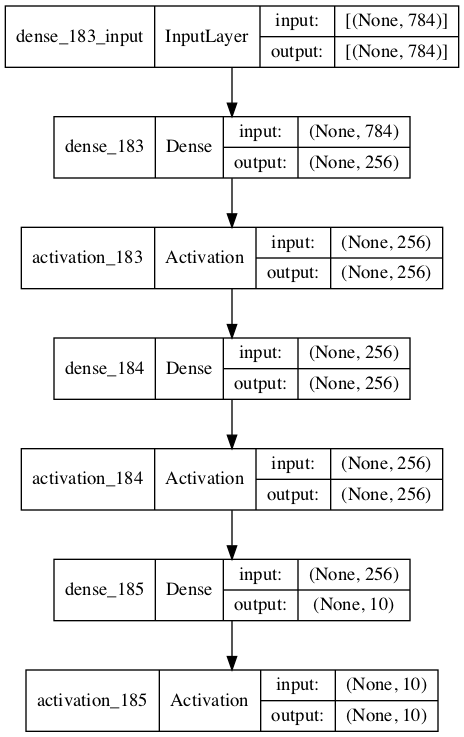 dense_183_input InputLayer input: [(None, 784)]
output: [(None, 784)]
dense_183 Dense input: (None, 784)
output: (None, 256)
activation_183 Activation input: (None, 256)
output: (None, 256)
dense_184 Dense input: (None, 256)
output: (None, 256)
activation_184 Activation input: (None, 256)
output: (None, 256)
dense_185 Dense input: (None, 256)
output: (None, 10)
activation_185 Activation input: (None, 10)
output: (None, 10)